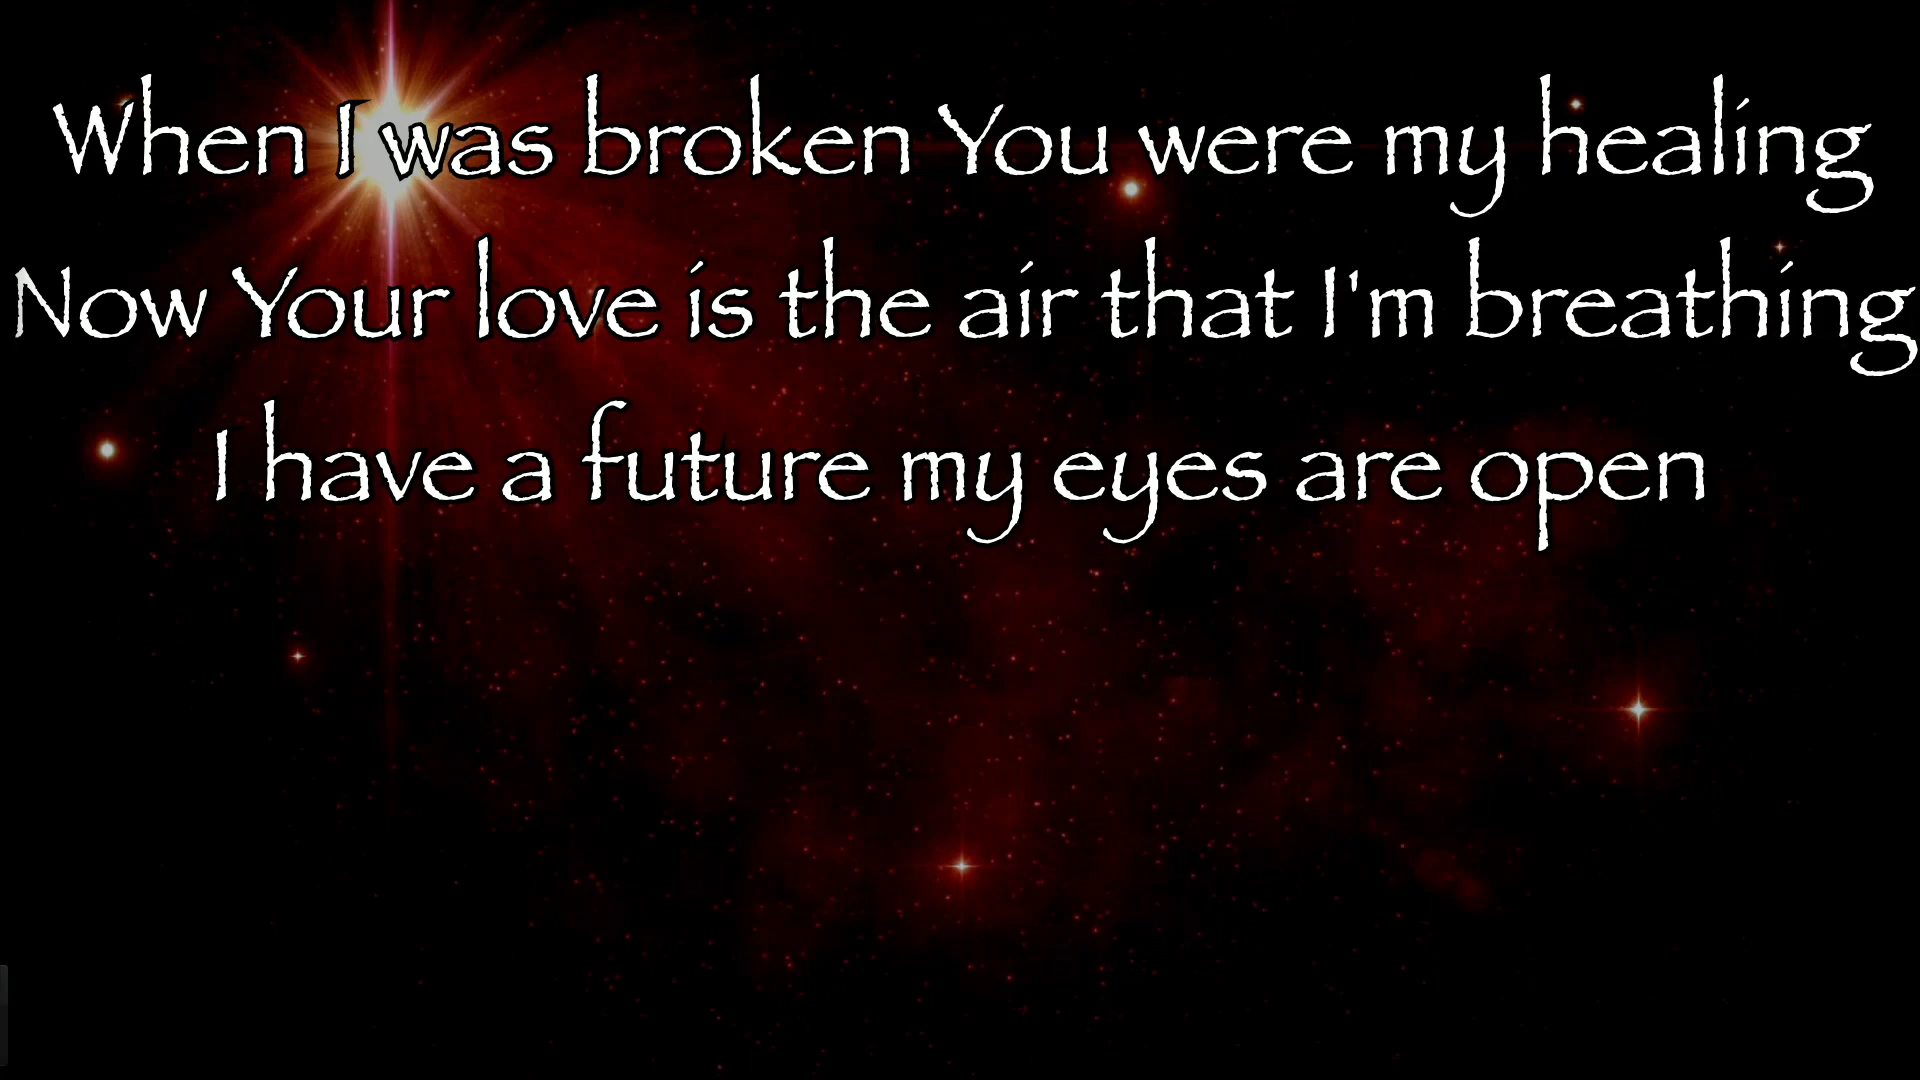 When I was broken You were my healing
Now Your love is the air that I'm breathing
I have a future my eyes are open